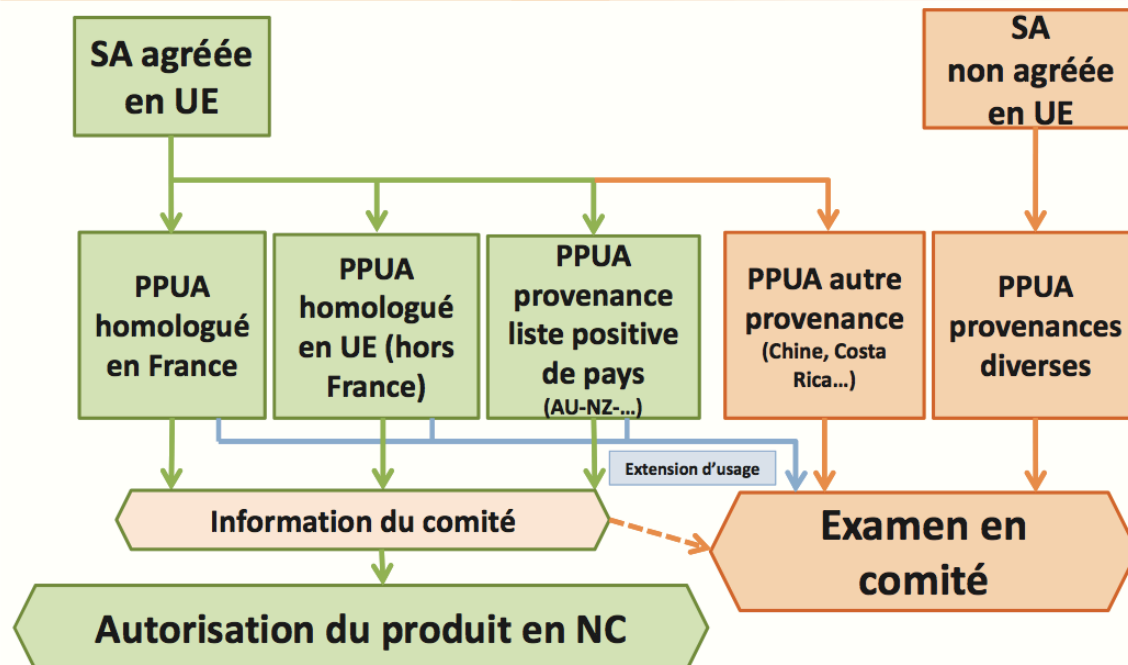 SA agréée
en UE
SA
non agréée
en UE
PPUA
homologué
en France
PPUA
homologué
en UE (hors
France)
PPUA
provenance
liste positive
de pays
(AU-NZ-...)
PPUA autre
provenance
(Chine, Costa
Rica...)
PPUA
provenances
diverses
Extension d'usage
Information du comité
Examen en
comité
Autorisation du produit en NC